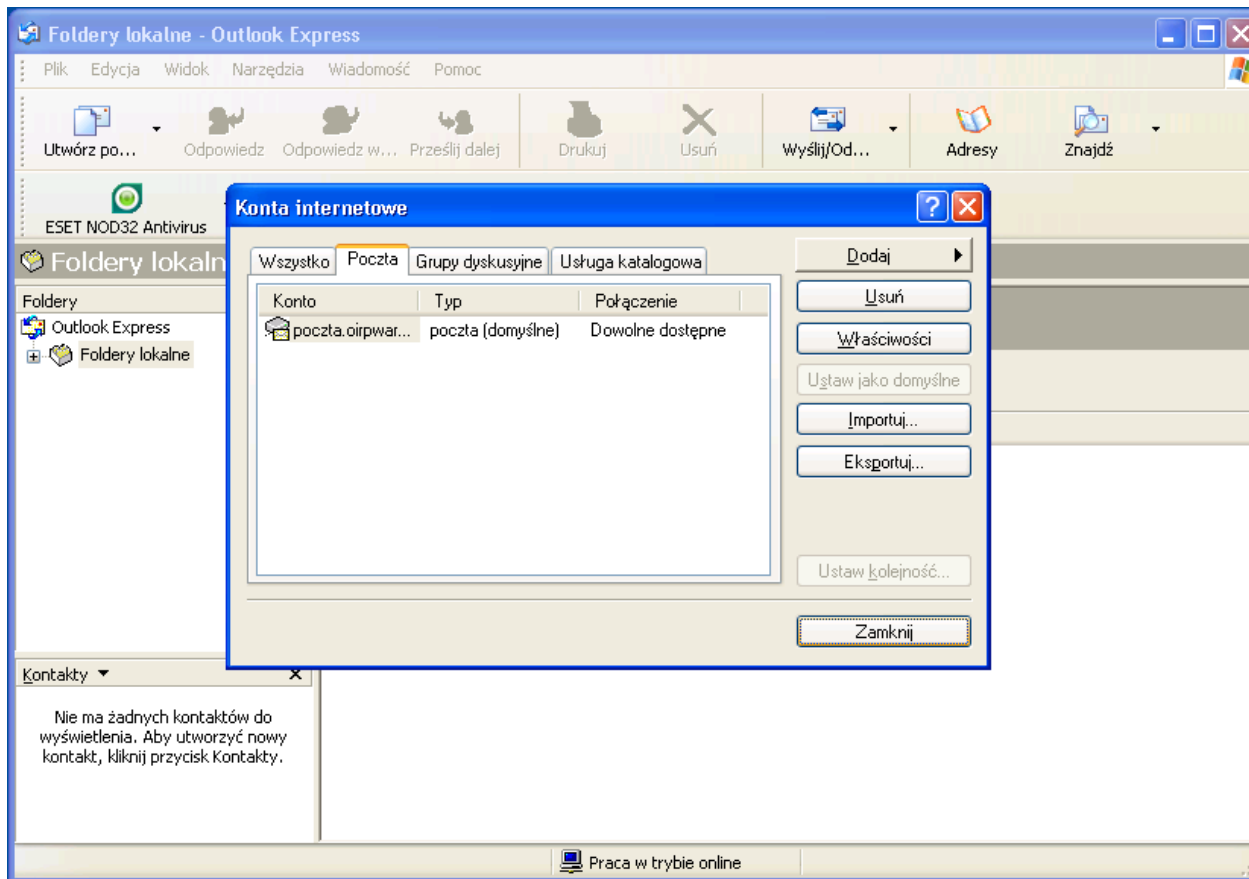 Foldery lokalne - Outlook Express
Plik Edycja Widok Narzędzia Wiadomość Pomoc
Utwórz po... Odpowiedz Odpowiedz w... Prześlij dalej Drukuj Usuń Wyślij/Od... Adresy Znajdź
ESET NOD32 Antivirus
Foldery lokaln
Foldery
Outlook Express
Foldery lokalne
Konta internetowe
Wszystko Poczta Grupy dyskusyjne Usługa katalogowa
Konto Typ Połączenie
poczta.oirpwar... poczta (domyślne) Dowolne dostępne
Dodaj
Usuń
Właściwości
Ustaw jako domyślne
Importuj...
Eksportuj...
Ustaw kolejność...
Zamknij
Kontakty
Nie ma żadnych kontaktów do
wyświetlenia. Aby utworzyć nowy
kontakt, kliknij przycisk Kontakty.
Praca w trybie online